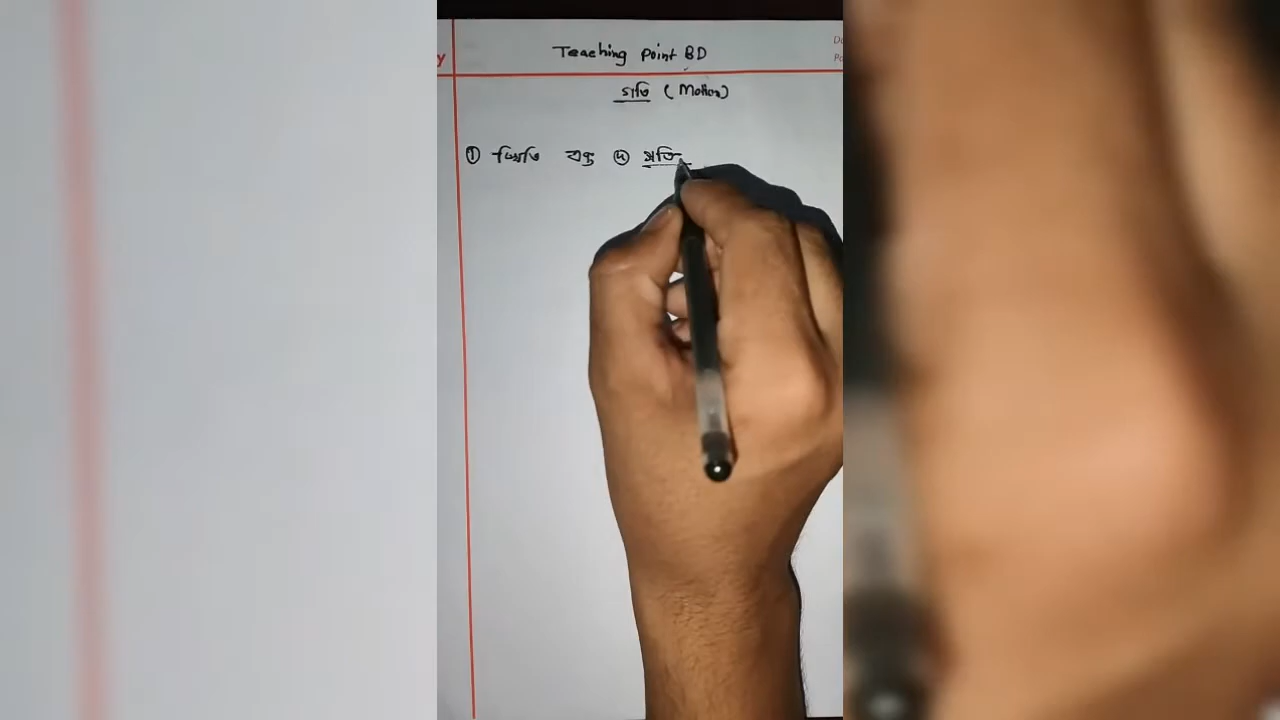 Teaching Point BD
গতি (Motion)
① স্থিতি বস্তু ② গতি